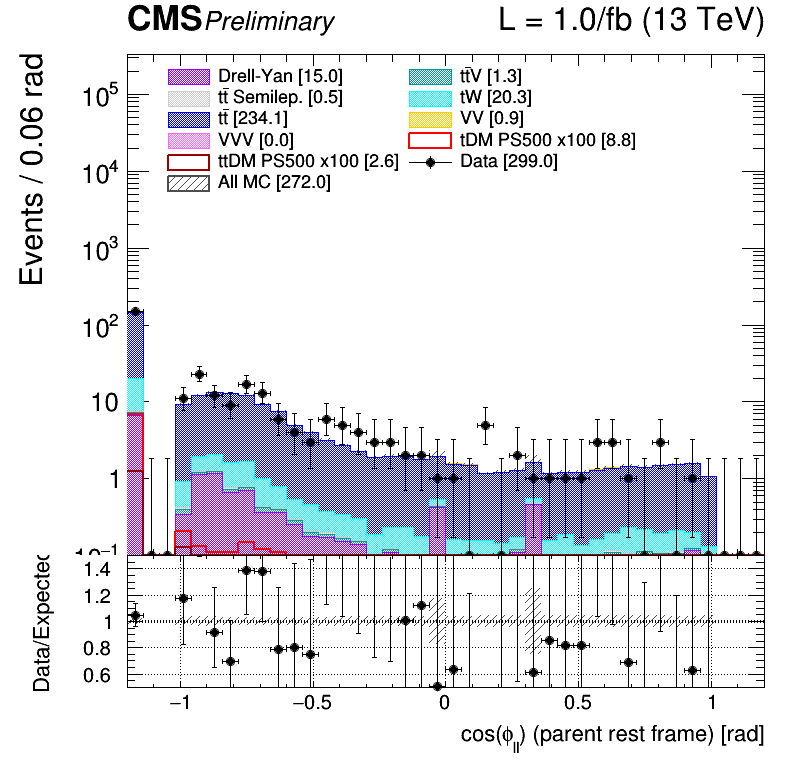 CMS Preliminary L = 1.0/fb (13 TeV)
Events / 0.06 rad
Drell-Yan [15.0] tt̄V [1.3]
tt̄ Semilep. [0.5] tW [20.3]
tt̄ [234.1] VV [0.9]
VVV [0.0] tDM PS500 x100 [8.8]
ttDM PS500 x100 [2.6] Data [299.0]
All MC [272.0]
10⁵
10⁴
10³
10²
10
1
10⁻¹
Data/Expected
1.4
1.2
1
0.8
0.6
−1 −0.5 0 0.5 1
cos(ϕ_ll) (parent rest frame) [rad]